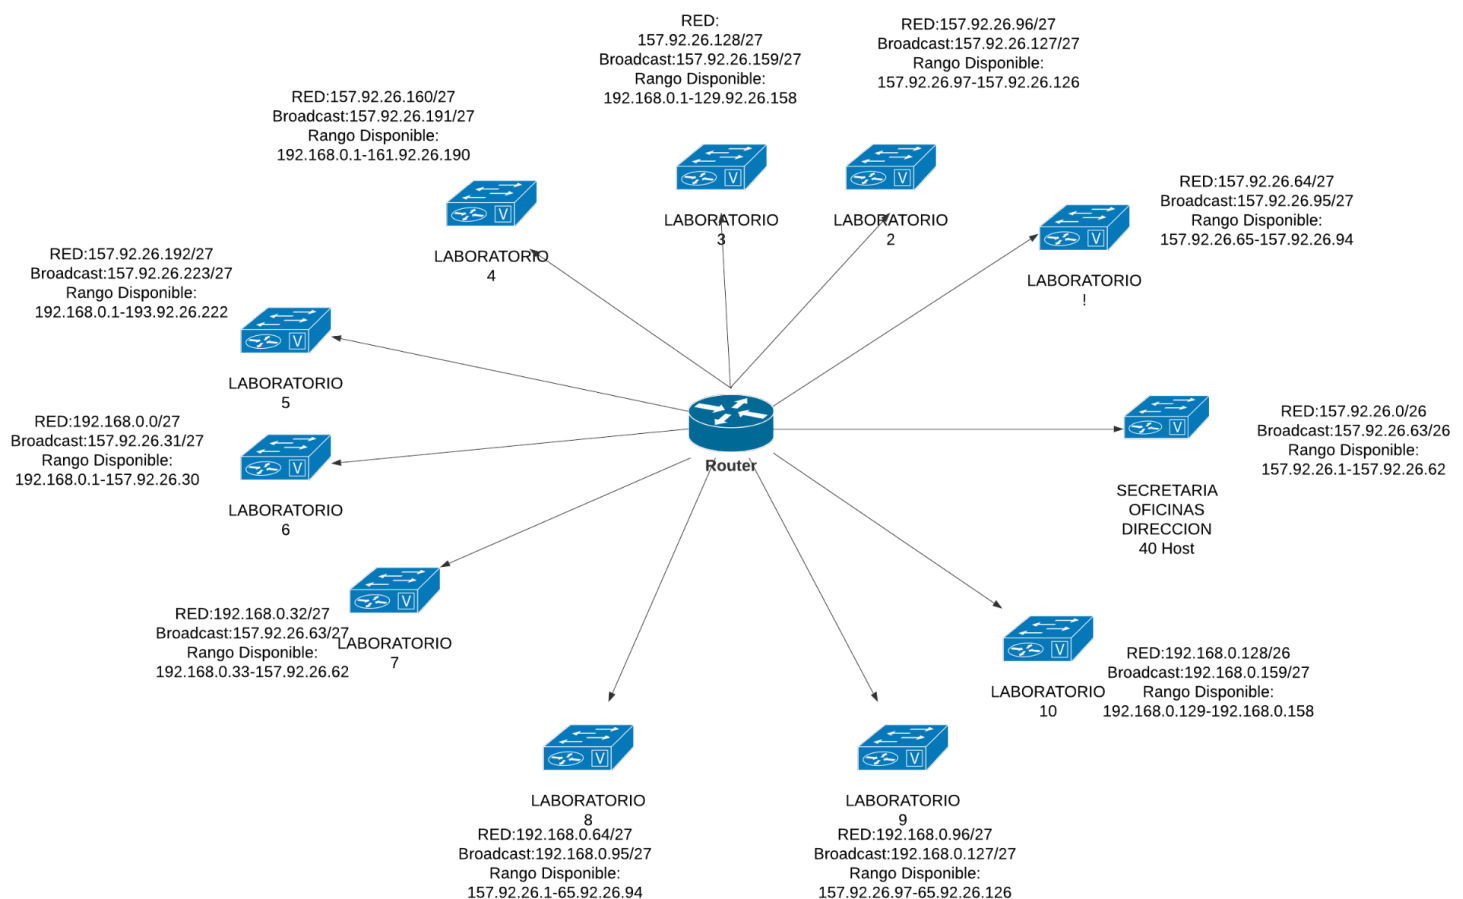 RED:
157.92.26.128/27
Broadcast:157.92.26.159/27
Rango Disponible:
192.168.0.1-129.92.26.158
RED:157.92.26.96/27
Broadcast:157.92.26.127/27
Rango Disponible:
157.92.26.97-157.92.26.126
RED:157.92.26.160/27
Broadcast:157.92.26.191/27
Rango Disponible:
192.168.0.1-161.92.26.190
RED:157.92.26.64/27
Broadcast:157.92.26.95/27
Rango Disponible:
157.92.26.65-157.92.26.94
V
LABORATORIO
3
V
LABORATORIO
2
V
LABORATORIO
4
V
LABORATORIO
!
RED:157.92.26.192/27
Broadcast:157.92.26.223/27
Rango Disponible:
192.168.0.1-193.92.26.222
V
LABORATORIO
5
RED:192.168.0.0/27
Broadcast:157.92.26.31/27
Rango Disponible:
192.168.0.1-157.92.26.30
V
LABORATORIO
6
Router
V
SECRETARIA
OFICINAS
DIRECCION
40 Host
RED:157.92.26.0/26
Broadcast:157.92.26.63/26
Rango Disponible:
157.92.26.1-157.92.26.62
V
LABORATORIO
7
RED:192.168.0.32/27
Broadcast:157.92.26.63/27
Rango Disponible:
192.168.0.33-157.92.26.62
V
LABORATORIO
10
RED:192.168.0.128/26
Broadcast:192.168.0.159/27
Rango Disponible:
192.168.0.129-192.168.0.158
V
LABORATORIO
8
RED:192.168.0.64/27
Broadcast:192.168.0.95/27
Rango Disponible:
157.92.26.1-65.92.26.94
V
LABORATORIO
9
RED:192.168.0.96/27
Broadcast:192.168.0.127/27
Rango Disponible:
157.92.26.97-65.92.26.126